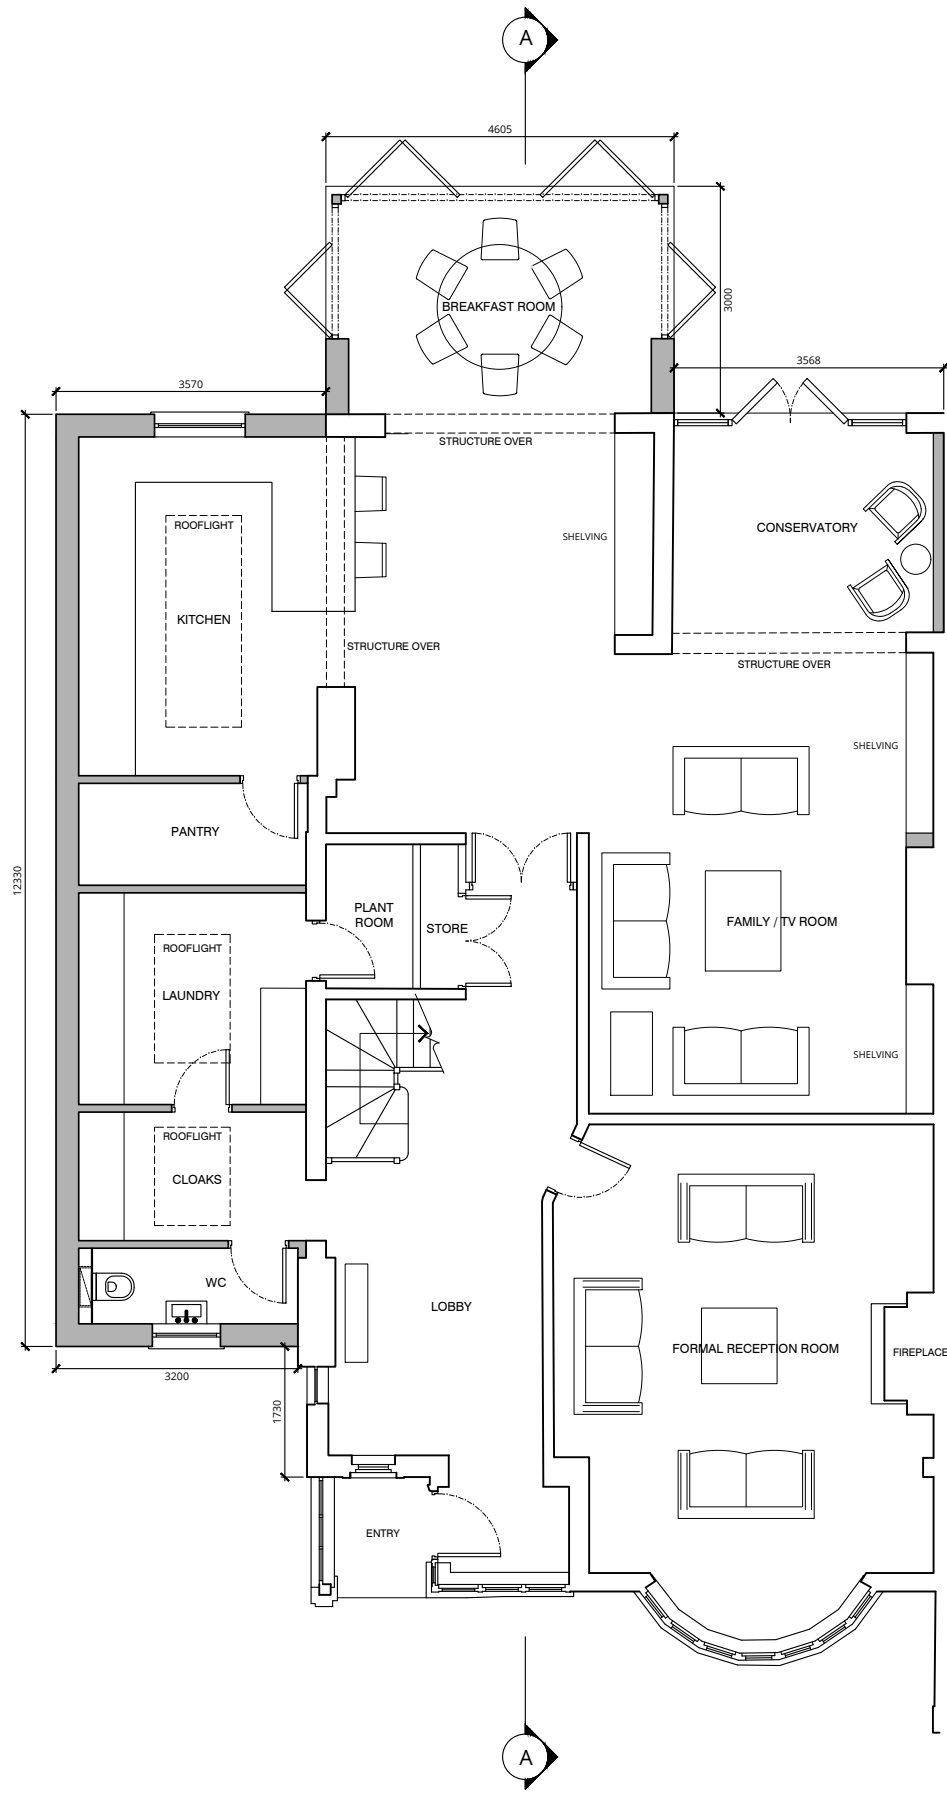 A
4605
3000
3568
3570
BREAKFAST ROOM
STRUCTURE OVER
ROOFLIGHT
SHELVING
CONSERVATORY
KITCHEN
STRUCTURE OVER
STRUCTURE OVER
SHELVING
PANTRY
12330
PLANT
ROOM
STORE
FAMILY / TV ROOM
ROOFLIGHT
LAUNDRY
SHELVING
ROOFLIGHT
CLOAKS
WC
LOBBY
FORMAL RECEPTION ROOM
FIREPLACE
3200
1730
ENTRY
A